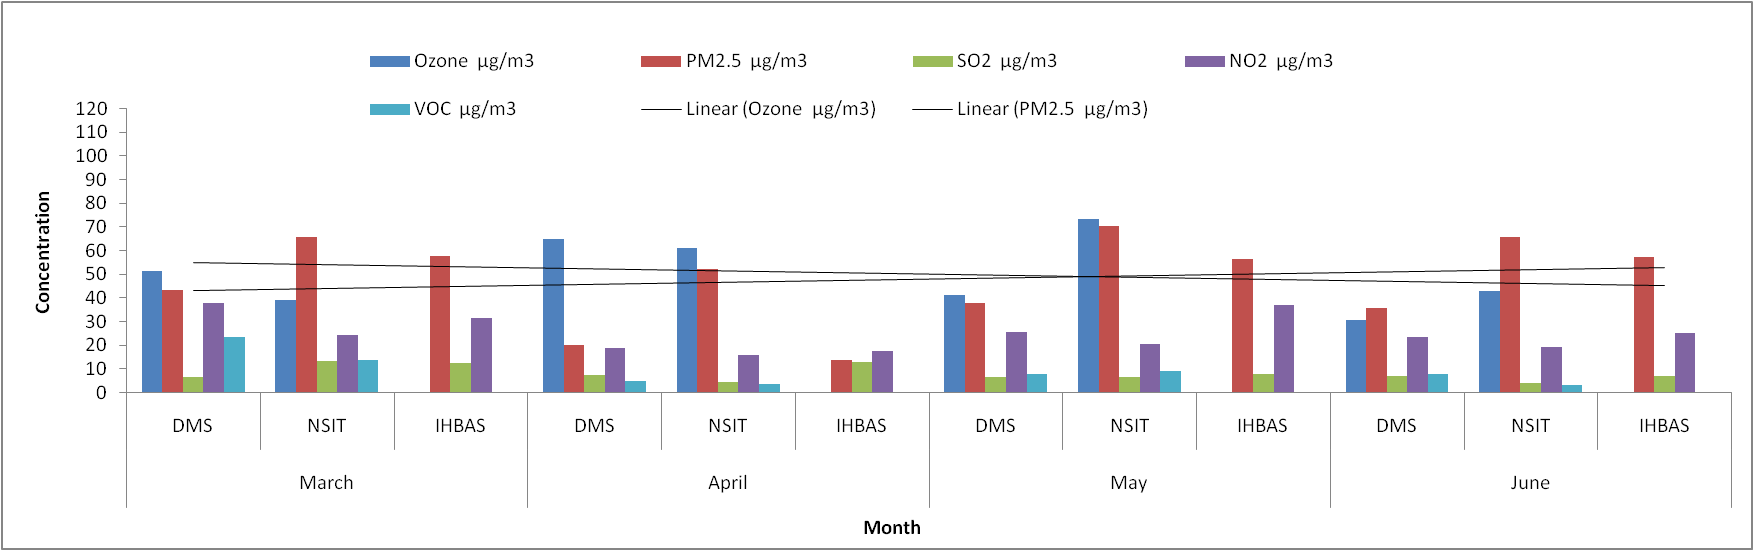 Ozone µg/m3 PM2.5 µg/m3 SO2 µg/m3 NO2 µg/m3
VOC µg/m3 Linear (Ozone µg/m3) Linear (PM2.5 µg/m3)
120
110
100
90
80
70
60
50
40
30
20
10
0
Concentration
DMS NSIT IHBAS DMS NSIT IHBAS DMS NSIT IHBAS DMS NSIT IHBAS
March April May June
Month